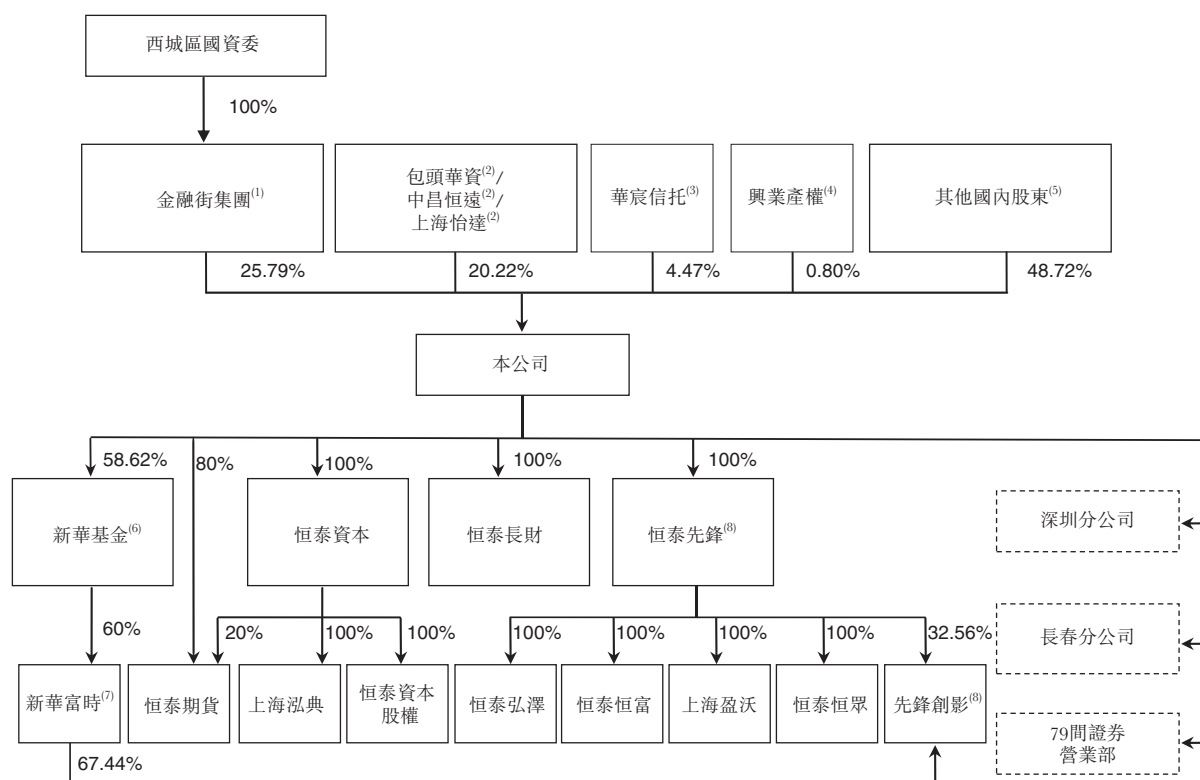 西城區國資委
100%
金融街集團(1)
包頭華資(2)/
中昌恒遠(2)/
上海怡達(2)
華宸信托(3)
興業產權(4)
其他國內股東(5)
25.79%
20.22%
4.47%
0.80%
48.72%
本公司
58.62%
80%
100%
100%
100%
新華基金(6)
恒泰資本
恒泰長財
恒泰先鋒(8)
深圳分公司
60%
20%
100%
100%
100%
100%
100%
100%
32.56%
長春分公司
新華富時(7)
恒泰期貨
上海泓典
恒泰資本
股權
恒泰弘澤
恒泰恒富
上海盈沃
恒泰恒眾
先鋒創影(8)
79間證券
營業部
67.44%